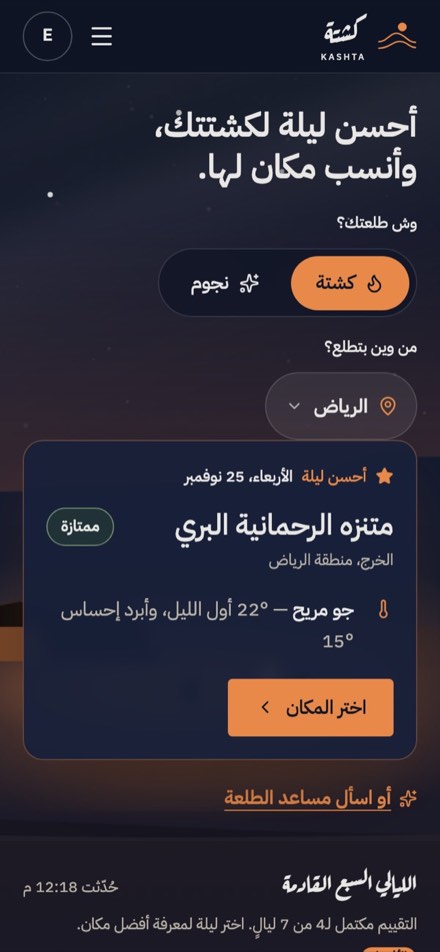 كشتة
KASHTA
E
أحسن ليلة لكشتتك،
وأنسب مكان لها.
وش طلعتك؟
كشتة
نجوم
من وين بتطلع؟
الرياض
أحسن ليلة الأربعاء، 25 نوفمبر
متنزه الرحمانية البري
ممتازة
الخرج، منطقة الرياض
جو مريح — 22° أول الليل، وأبرد إحساس
15°
اختر المكان
أو اسأل مساعد الطلعة
الليالي السبع القادمة
حُدّثت 12:18 م
التقييم مكتمل لـ4 من 7 ليالٍ. اختر ليلة لمعرفة أفضل مكان.